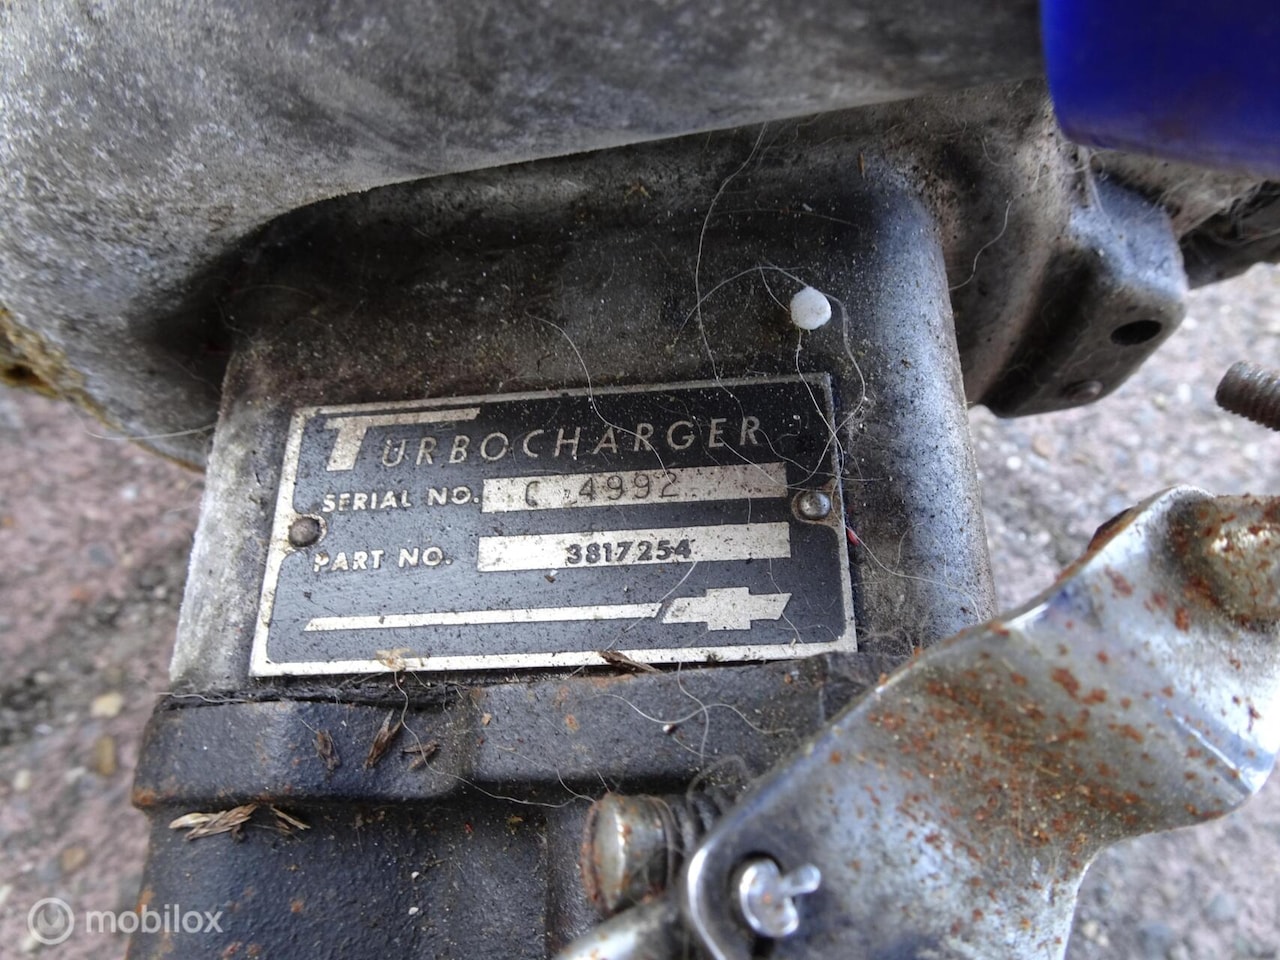 TURBOCHARGER
SERIAL NO. C 4992
PART NO. 3817254
mobilox